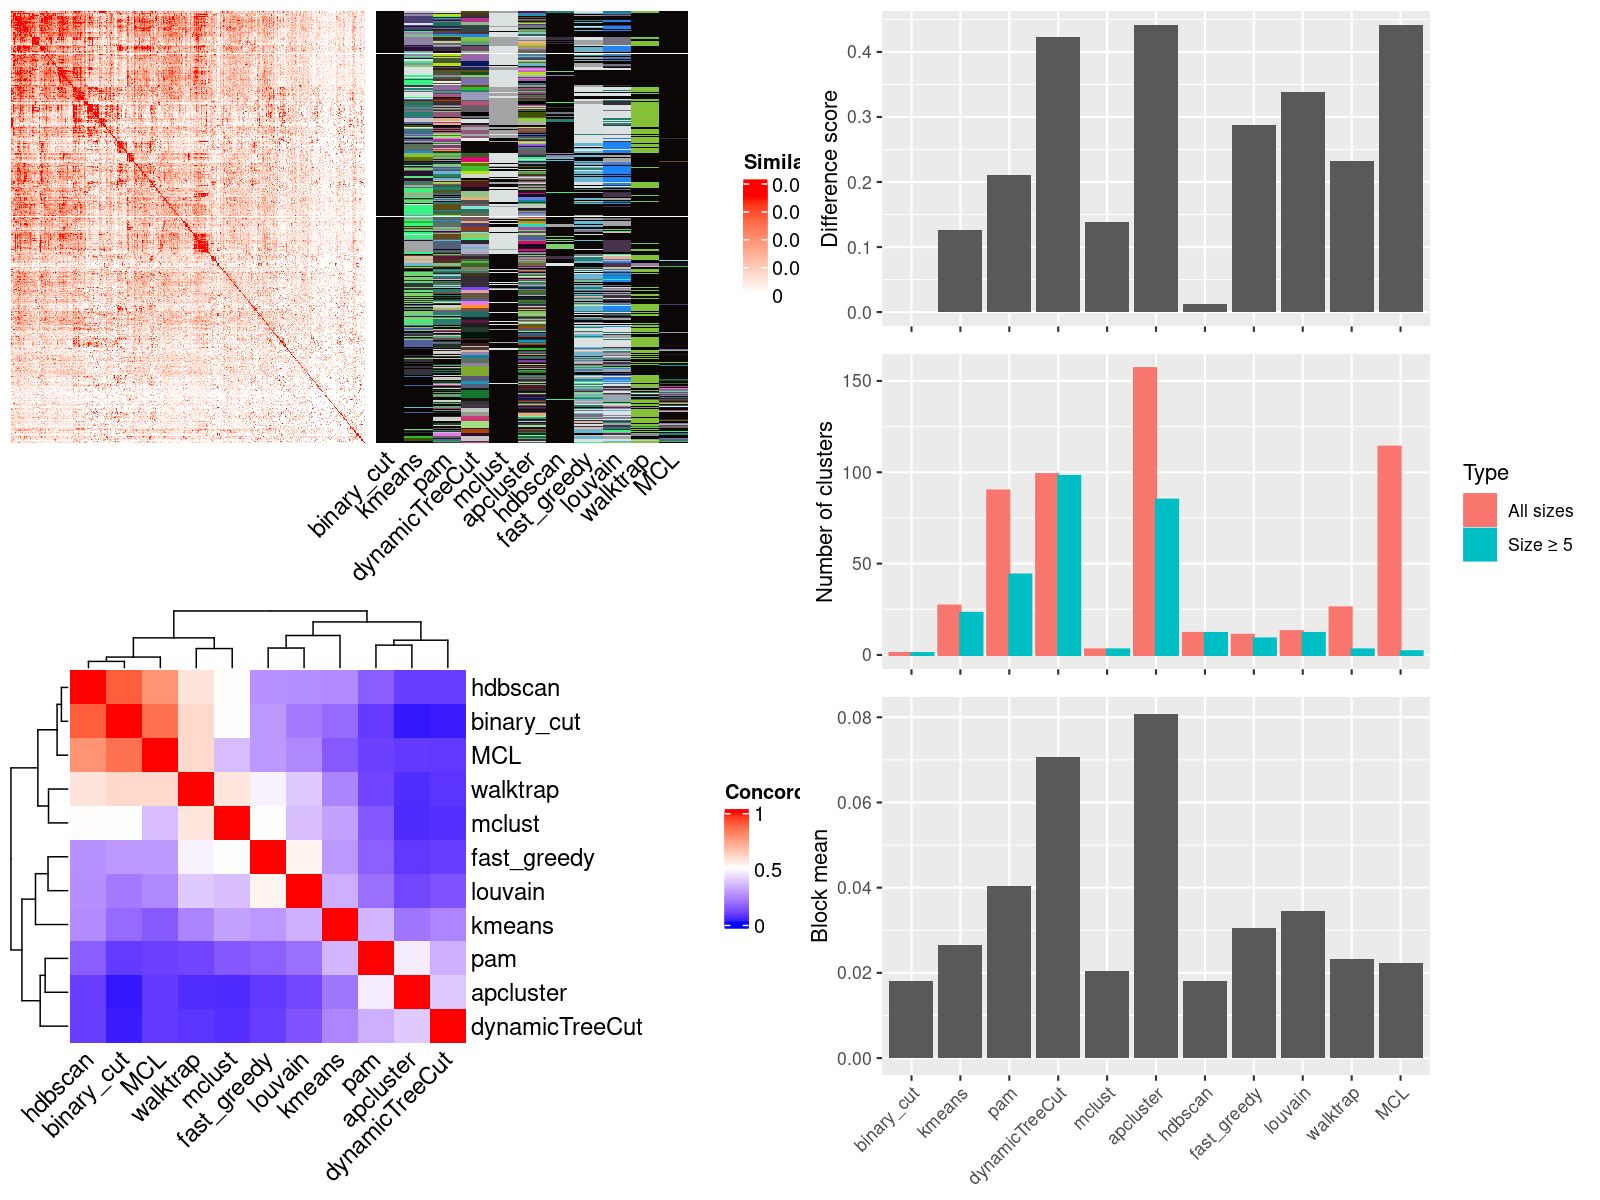 Simila
0.0
0.0
0.0
0.0
0
binary_cut
kmeans
pam
dynamicTreeCut
mclust
apcluster
hdbscan
fast_greedy
louvain
walktrap
MCL
hdbscan
binary_cut
MCL
walktrap
mclust
fast_greedy
louvain
kmeans
pam
apcluster
dynamicTreeCut
hdbscan
binary_cut
MCL
walktrap
mclust
fast_greedy
louvain
kmeans
pam
apcluster
dynamicTreeCut
Concord
1
0.5
0
Difference score
0.4
0.3
0.2
0.1
0.0
Number of clusters
150
100
50
0
Type
All sizes
Size ≥ 5
Block mean
0.08
0.06
0.04
0.02
0.00
binary_cut
kmeans
pam
dynamicTreeCut
mclust
apcluster
hdbscan
fast_greedy
louvain
walktrap
MCL